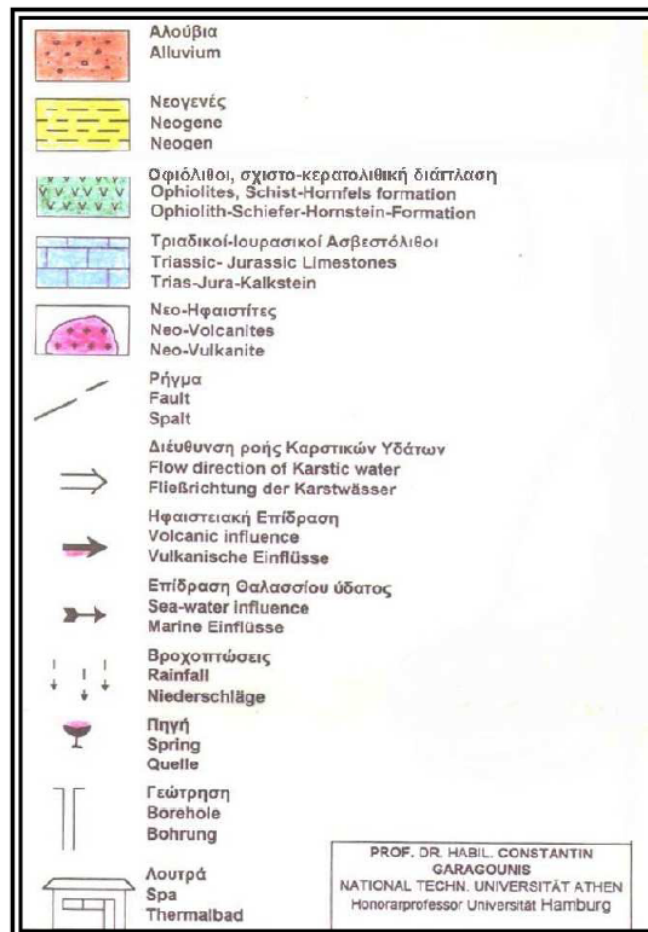 Αλούβια
Alluvium
Νεογενές
Neogene
Neogen
Οφιόλιθοι, σχιστο-κερατολιθική διάπλαση
Ophiolites, Schist-Hornfels formation
Ophiolith-Schiefer-Hornstein-Formation
Τριαδικοί-Ιουρασικοί Ασβεστόλιθοι
Triassic- Jurassic Limestones
Trias-Jura-Kalkstein
Νεο-Ηφαιστίτες
Neo-Volcanites
Neo-Vulkanite
Ρήγμα
Fault
Spalt
Διέυθυνση ροής Καρστικών Υδάτων
Flow direction of Karstic water
Fließrichtung der Karstwässer
Ηφαιστειακή Επίδραση
Volcanic influence
Vulkanische Einflüsse
Επίδραση Θαλασσίου ύδατος
Sea-water influence
Marine Einflüsse
Βροχοπτώσεις
Rainfall
Niederschläge
Πηγή
Spring
Quelle
Γεώτρηση
Borehole
Bohrung
Λουτρά
Spa
Thermalbad
PROF. DR. HABIL. CONSTANTIN
GARAGOUNIS
NATIONAL TECHN. UNIVERSITÄT ATHEN
Honorarprofessor Universität Hamburg